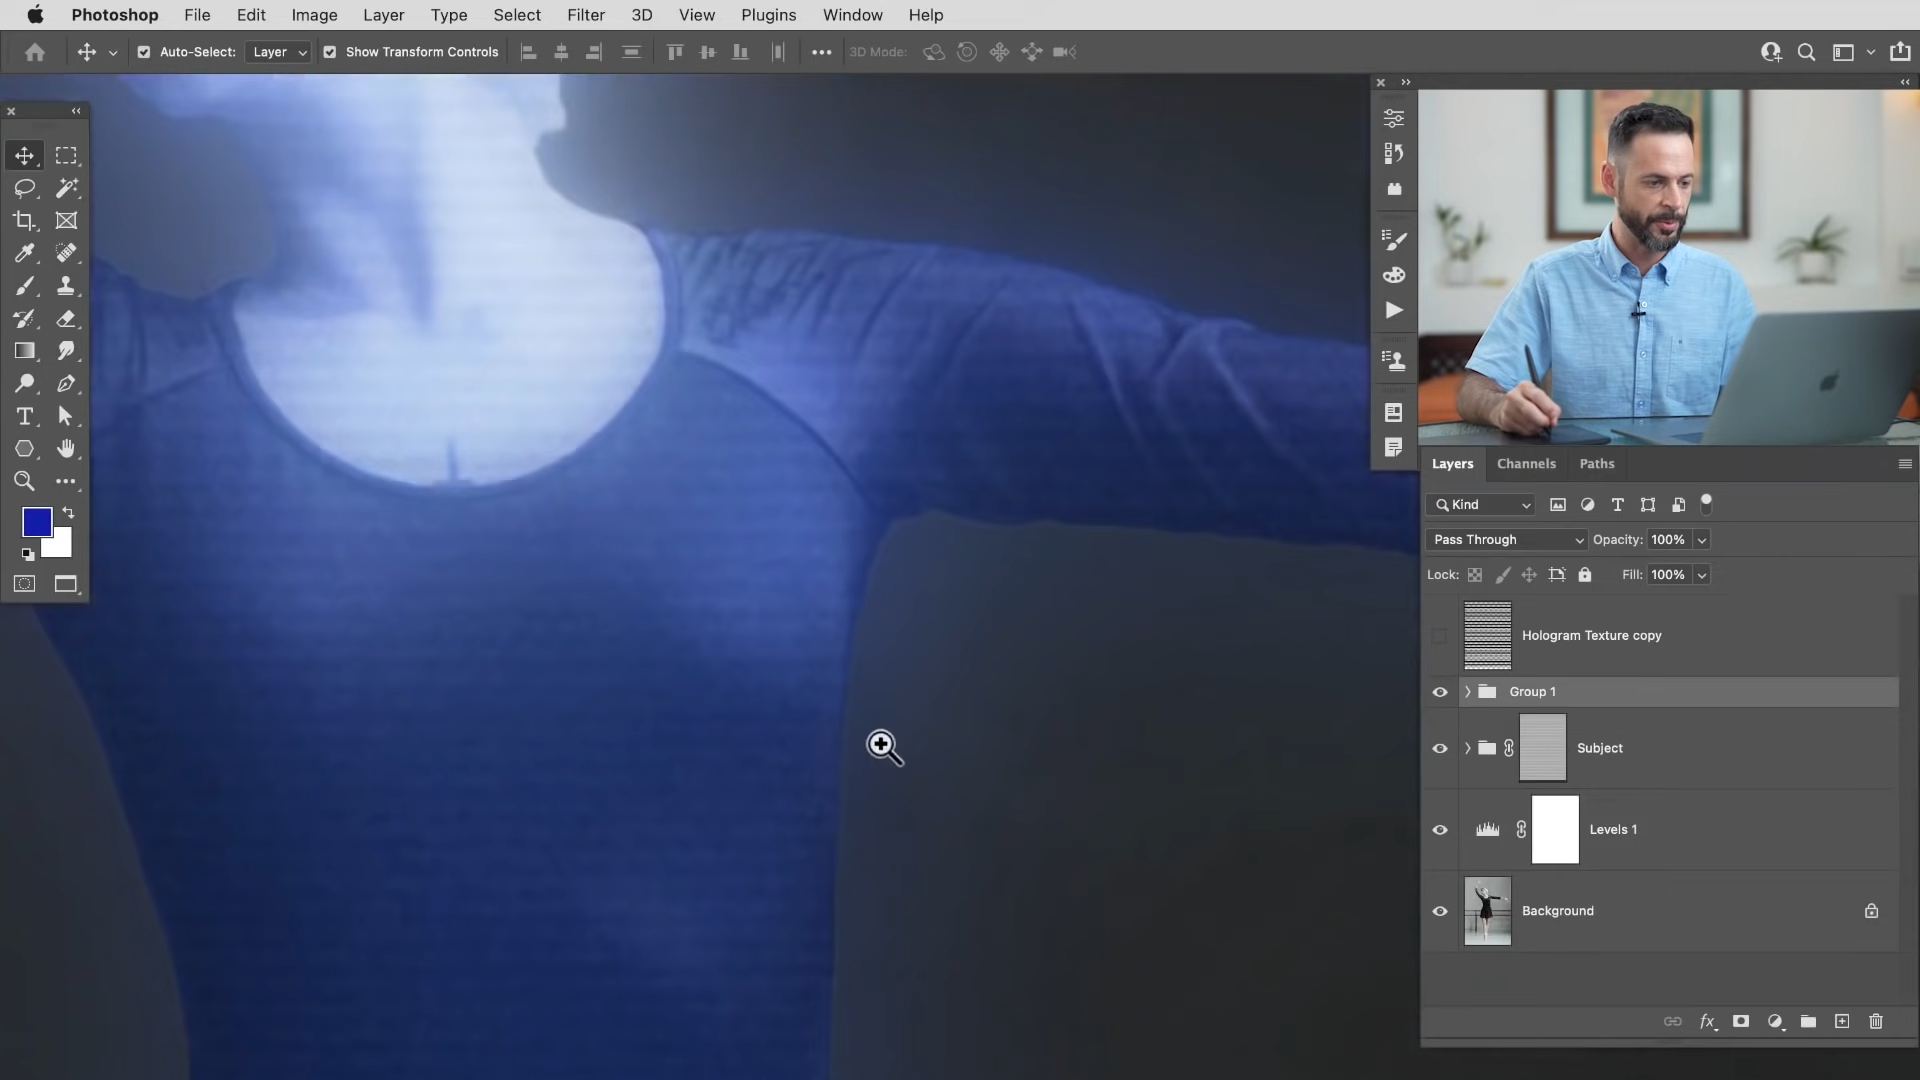 Photoshop File Edit Image Layer Type Select Filter 3D View Plugins Window Help
Auto-Select: Layer Show Transform Controls 3D Mode:
Layers Channels Paths
Kind
Pass Through Opacity: 100%
Lock: Fill: 100%
Hologram Texture copy
Group 1
Subject
Levels 1
Background